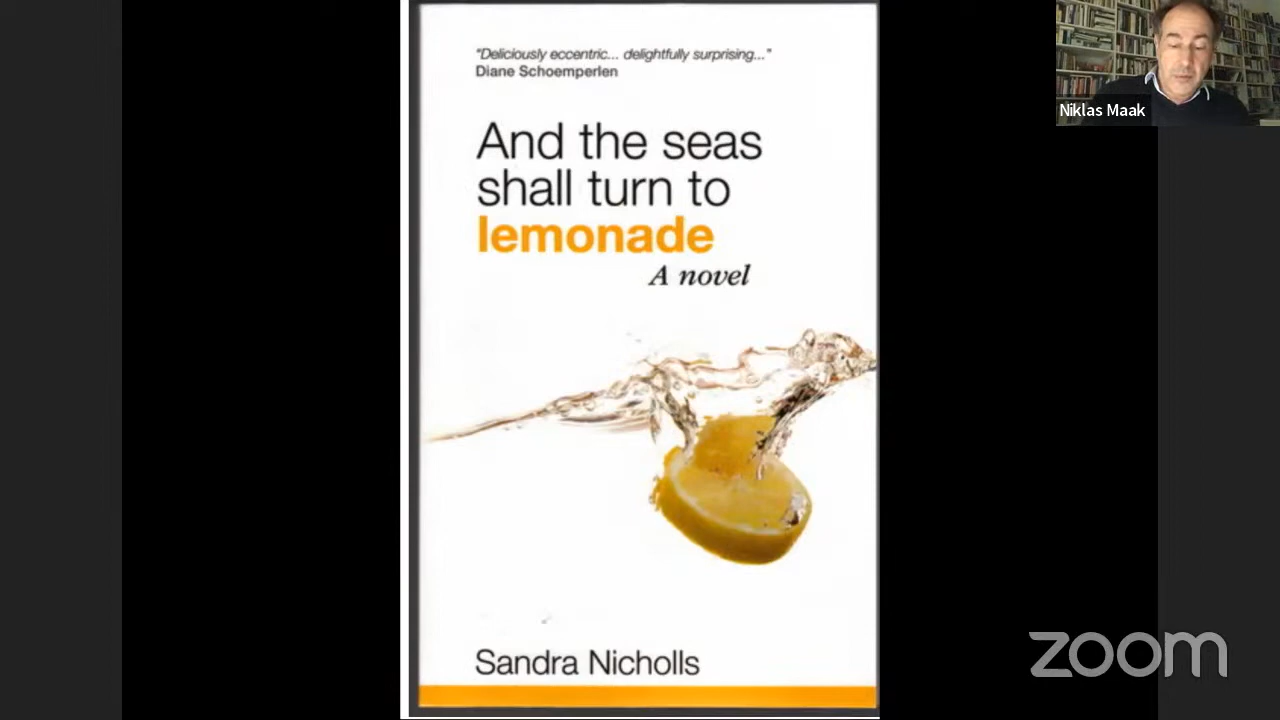 "Deliciously eccentric... delightfully surprising..."
Diane Schoemperlen
And the seas
shall turn to
lemonade
A novel
Sandra Nicholls
Niklas Maak
zoom